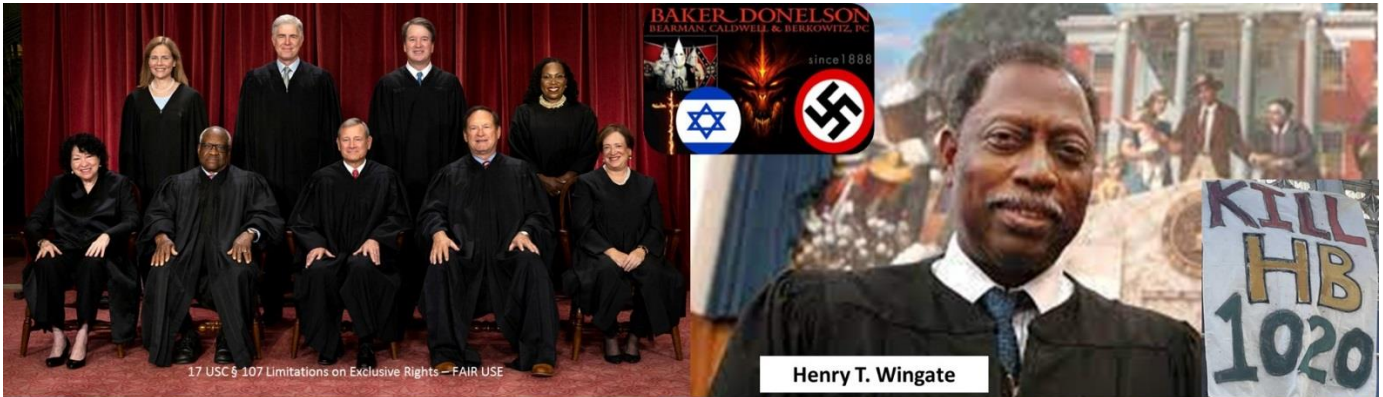 BAKER DONELSON
BEARMAN, CALDWELL & BERKOWITZ, PC
since1888
17 USC § 107 Limitations on Exclusive Rights – FAIR USE
Henry T. Wingate
KILL
HB
1020